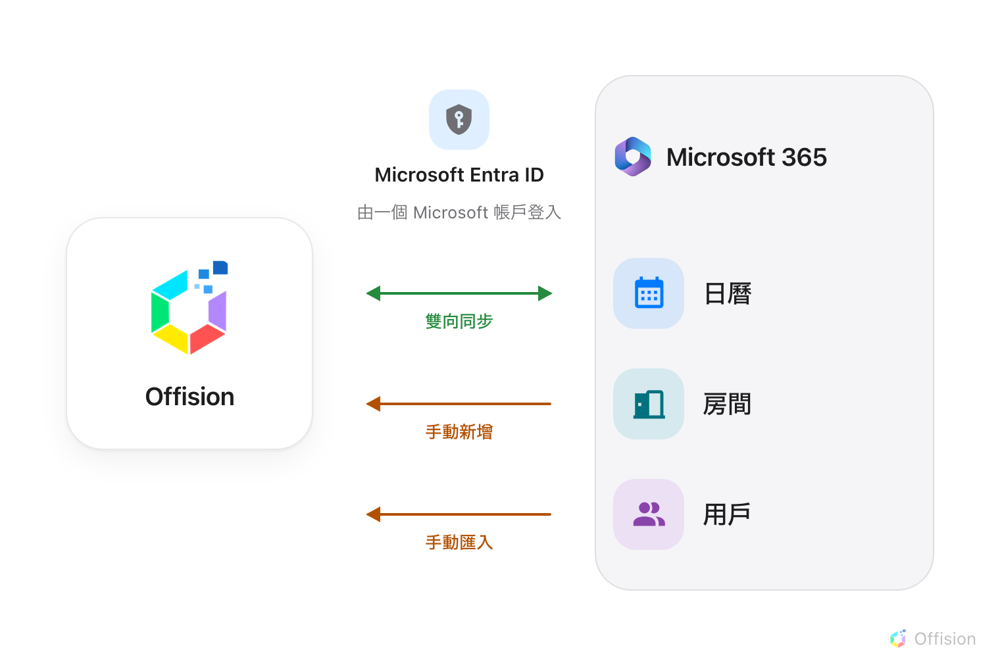 Microsoft Entra ID
由一個 Microsoft 帳戶登入
Microsoft 365
Offision
雙向同步
日曆
手動新增
房間
手動匯入
用戶
Offision